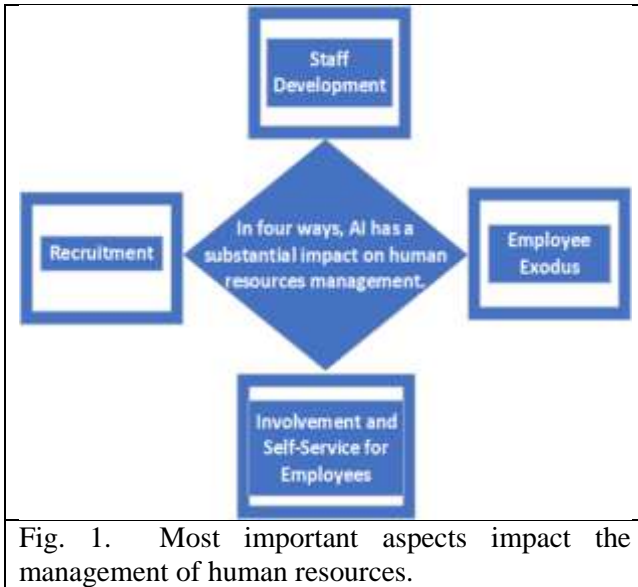 Staff
Development
In four ways, AI has a
substantial impact on human
resources management.
Recruitment
Employee
Exodus
Involvement and
Self-Service for
Employees
Fig. 1. Most important aspects impact the
management of human resources.